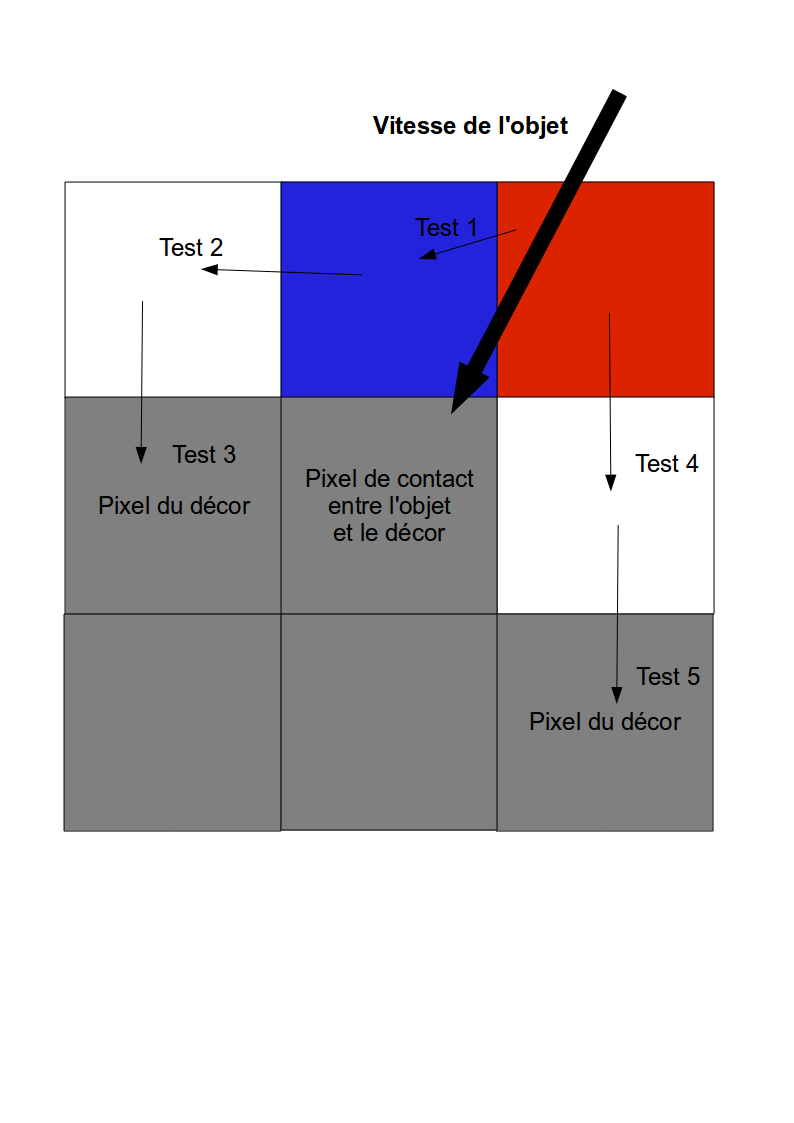 Vitesse de l'objet
Test 1
Test 2
Test 3
Pixel du décor
Pixel de contact
entre l'objet
et le décor
Test 4
Test 5
Pixel du décor